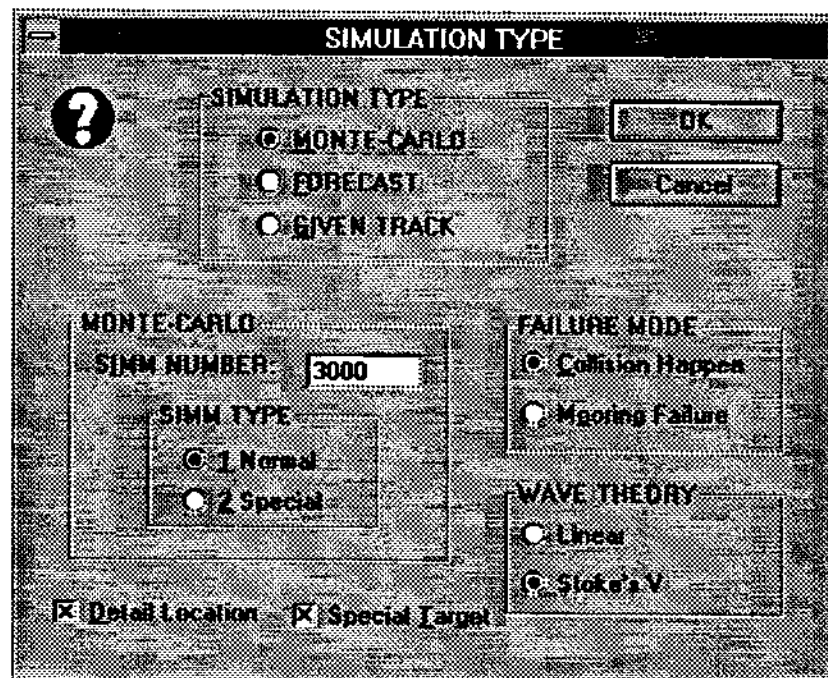 SIMULATION TYPE
SIMULATION TYPE
MONTE-CARLO
FORECAST
GIVEN TRACK
OK
Cancel
MONTE-CARLO
SIMM NUMBER: 3000
SIMM TYPE
1 Normal
2 Special
FAILURE MODE
Collision Happen
Mooring Failure
WAVE THEORY
Linear
Stoke's V
Detail Location
Special Target